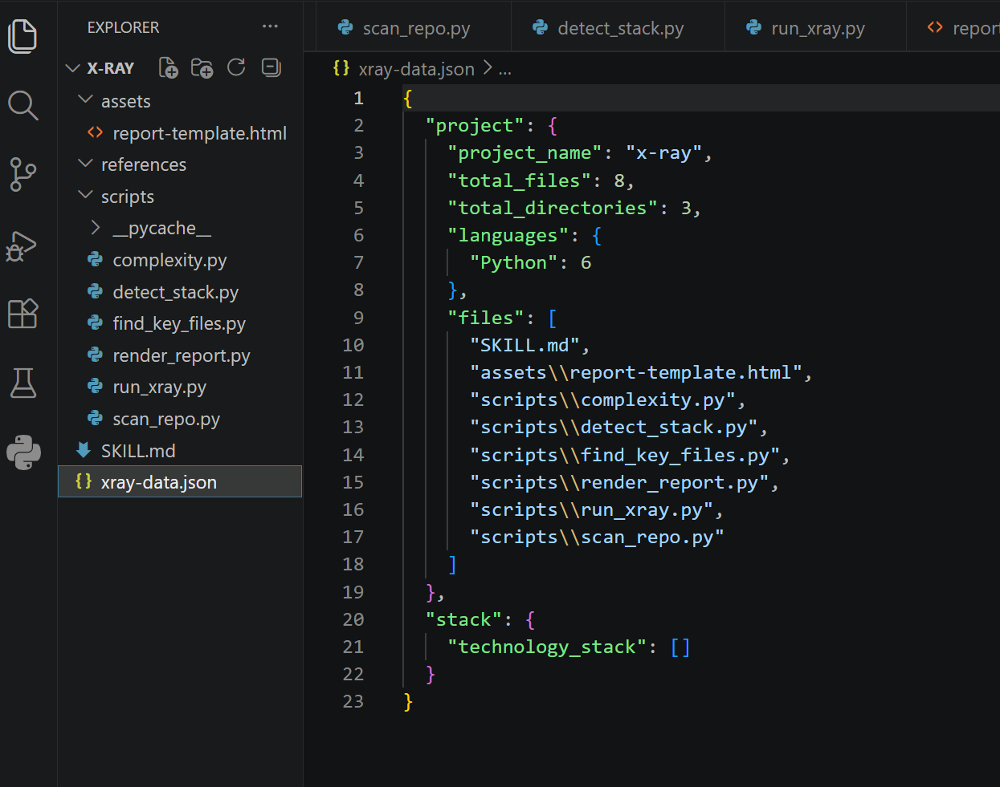 EXPLORER ...
X-RAY
assets
<> report-template.html
references
scripts
__pycache__
complexity.py
detect_stack.py
find_key_files.py
render_report.py
run_xray.py
scan_repo.py
SKILL.md
{} xray-data.json
scan_repo.py detect_stack.py run_xray.py <> report
{} xray-data.json > ...
1 {
2   "project": {
3     "project_name": "x-ray",
4     "total_files": 8,
5     "total_directories": 3,
6     "languages": {
7       "Python": 6
8     },
9     "files": [
10       "SKILL.md",
11       "assets\\report-template.html",
12       "scripts\\complexity.py",
13       "scripts\\detect_stack.py",
14       "scripts\\find_key_files.py",
15       "scripts\\render_report.py",
16       "scripts\\run_xray.py",
17       "scripts\\scan_repo.py"
18     ]
19   },
20   "stack": {
21     "technology_stack": []
22   }
23 }